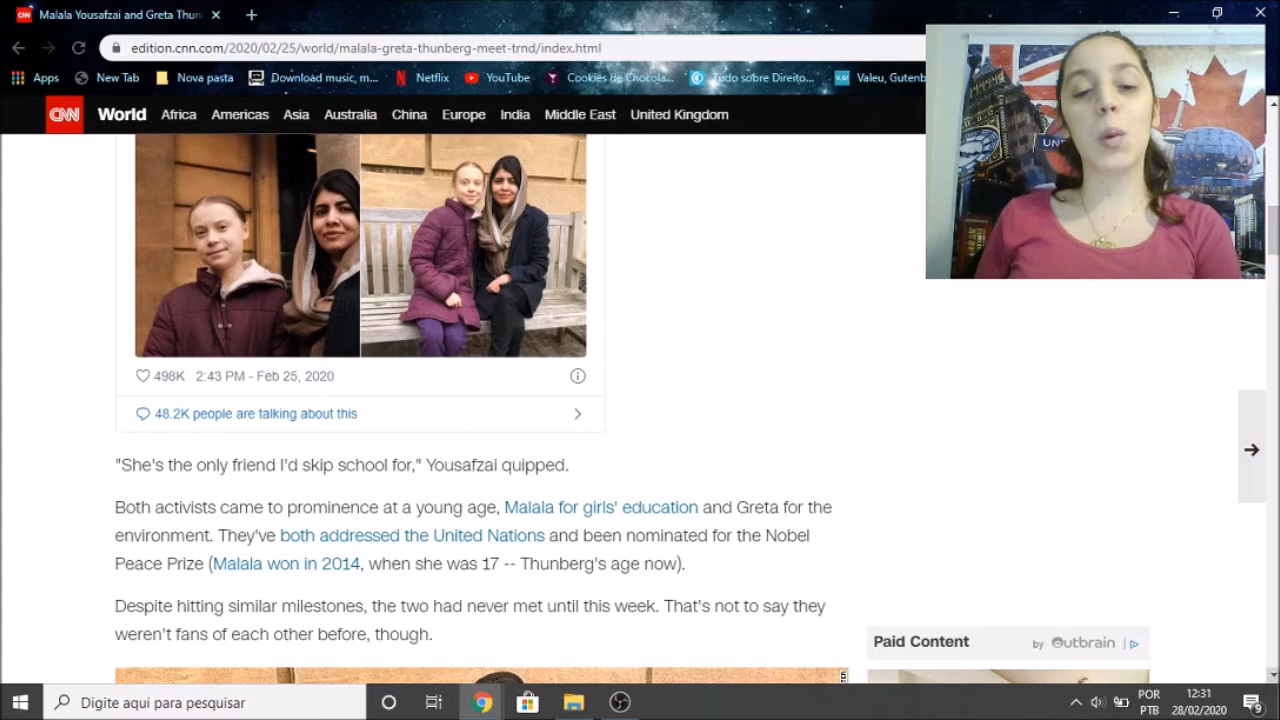 CNN Malala Yousafzai and Greta Thun
edition.cnn.com/2020/02/25/world/malala-greta-thunberg-meet-trnd/index.html
Apps New Tab Nova pasta Download music, m... Netflix YouTube Cookies de Chocola... Tudo sobre Direito... Valeu, Gutenb
CNN World Africa Americas Asia Australia China Europe India Middle East United Kingdom
UN
498K 2:43 PM - Feb 25, 2020
48.2K people are talking about this
"She's the only friend I'd skip school for," Yousafzai quipped.
Both activists came to prominence at a young age, Malala for girls' education and Greta for the
environment. They've both addressed the United Nations and been nominated for the Nobel
Peace Prize (Malala won in 2014, when she was 17 -- Thunberg's age now).
Despite hitting similar milestones, the two had never met until this week. That's not to say they
weren't fans of each other before, though.
Paid Content by Outbrain
Digite aqui para pesquisar
POR 12:31
PTB 28/02/2020 9